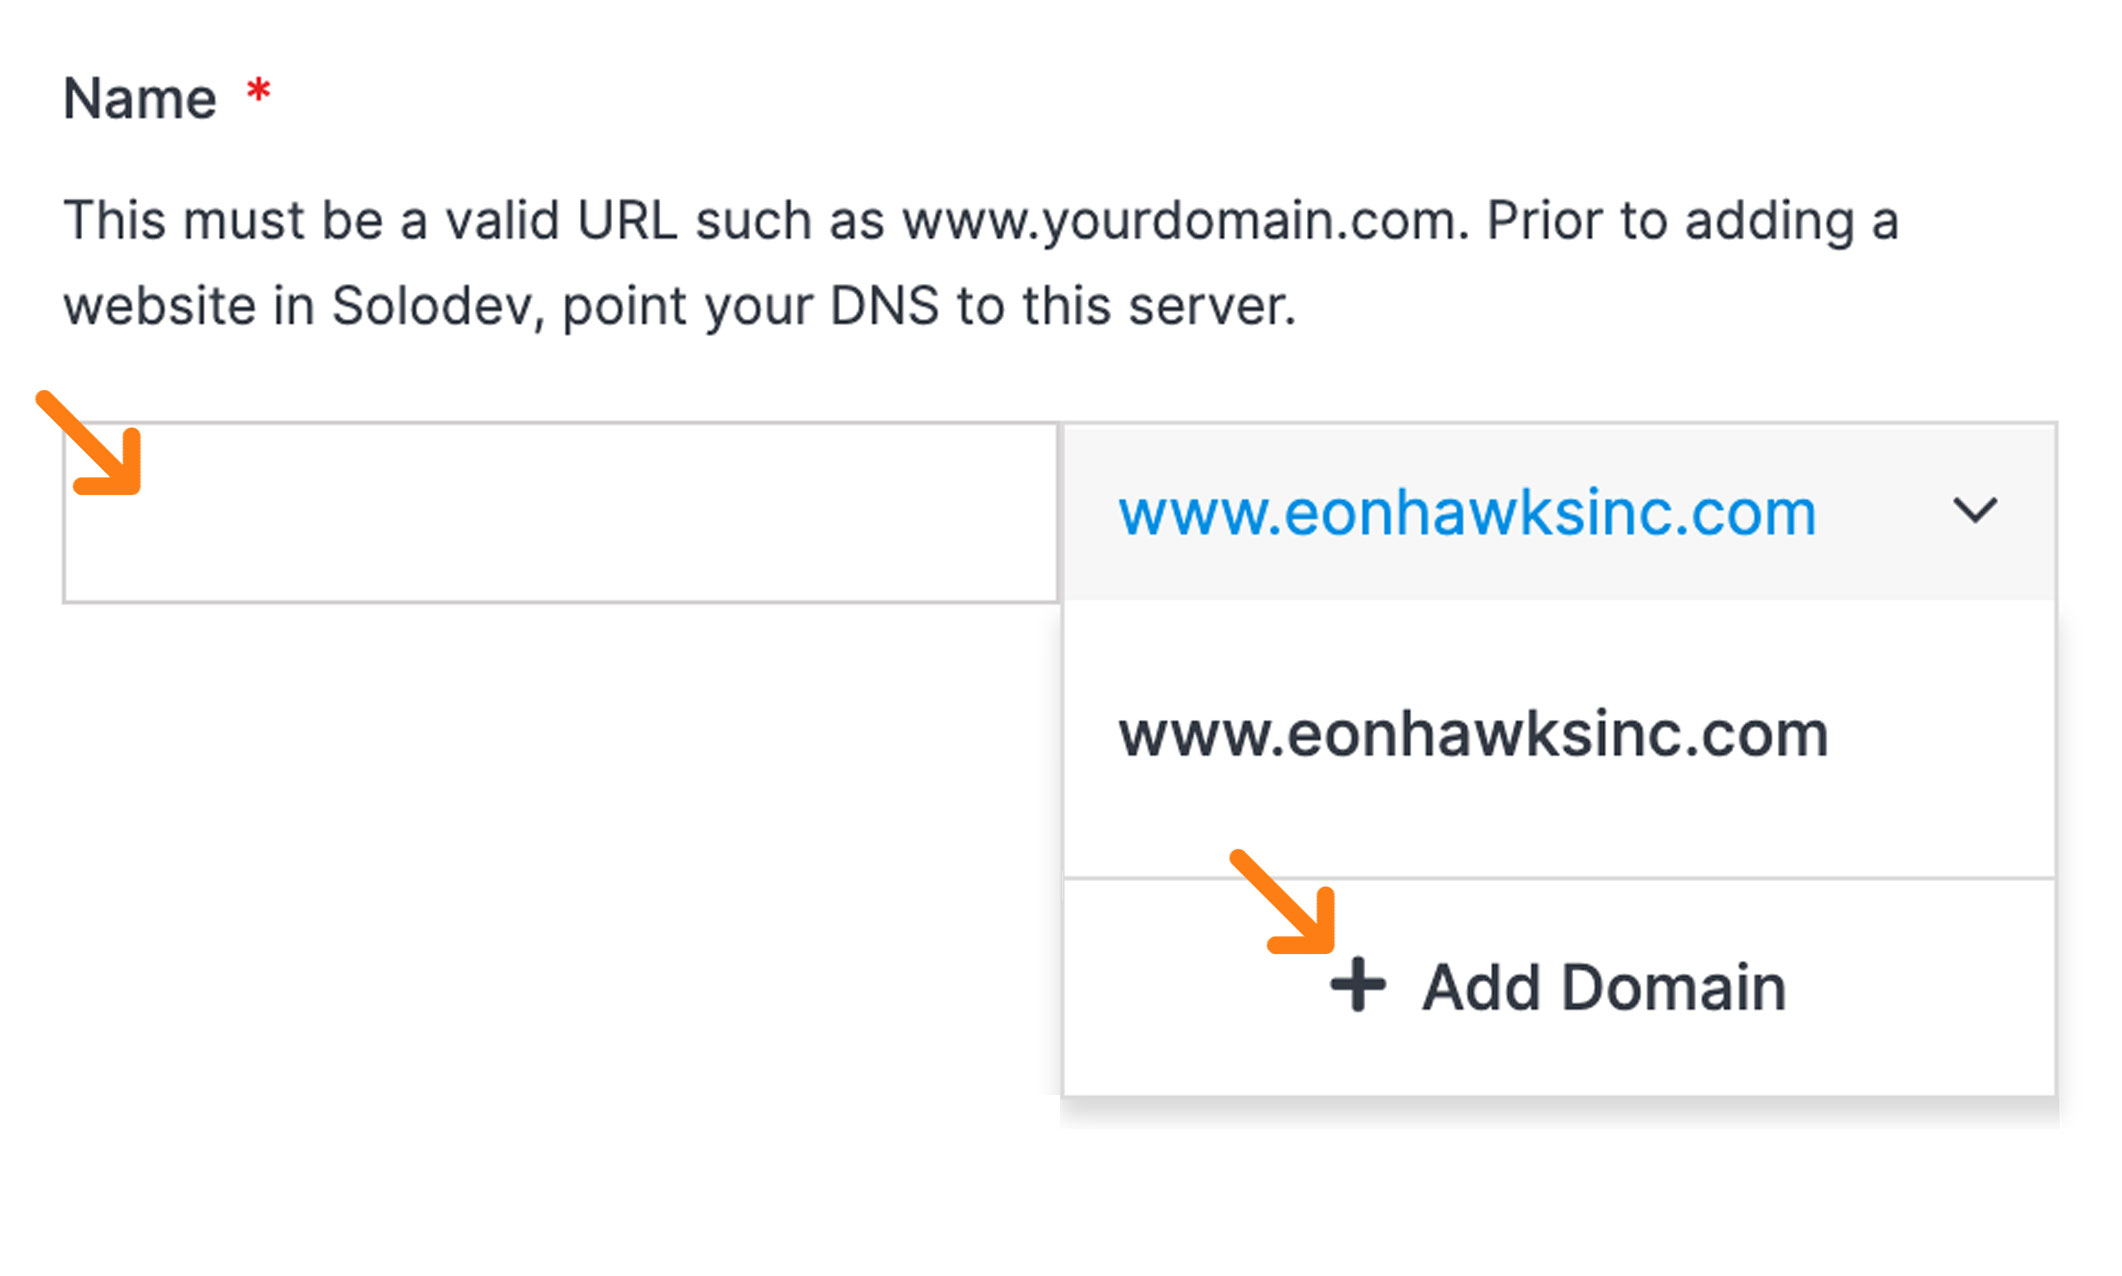 Name *
This must be a valid URL such as www.yourdomain.com. Prior to adding a
website in Solodev, point your DNS to this server.
www.eonhawksinc.com
www.eonhawksinc.com
+ Add Domain